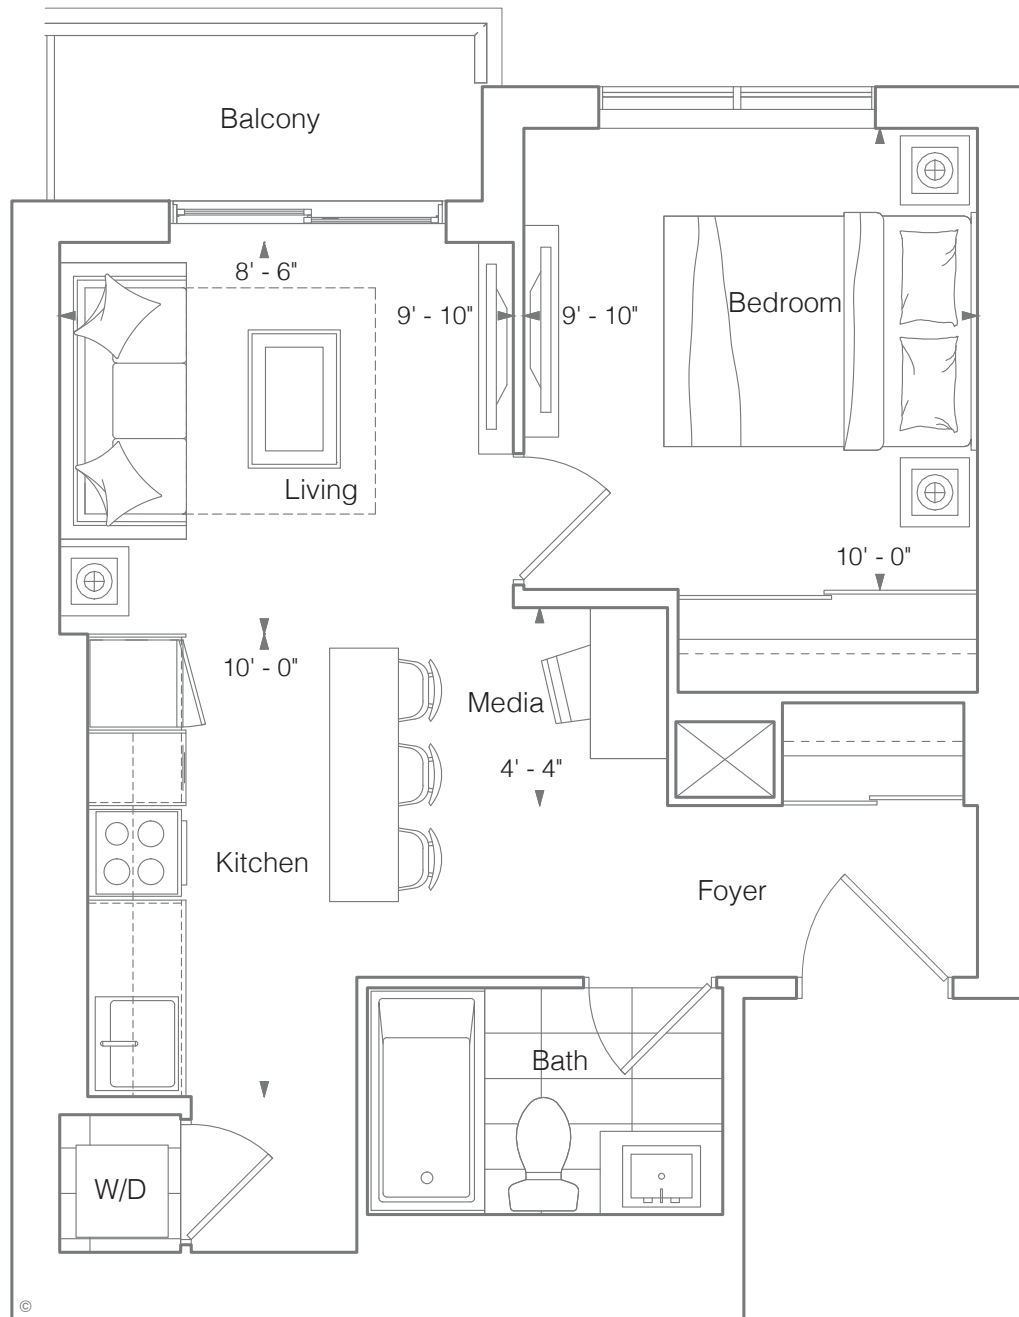 Balcony
8' - 6"
9' - 10"
9' - 10"
Bedroom
Living
10' - 0"
10' - 0"
Media
4' - 4"
Kitchen
Foyer
Bath
W/D
©